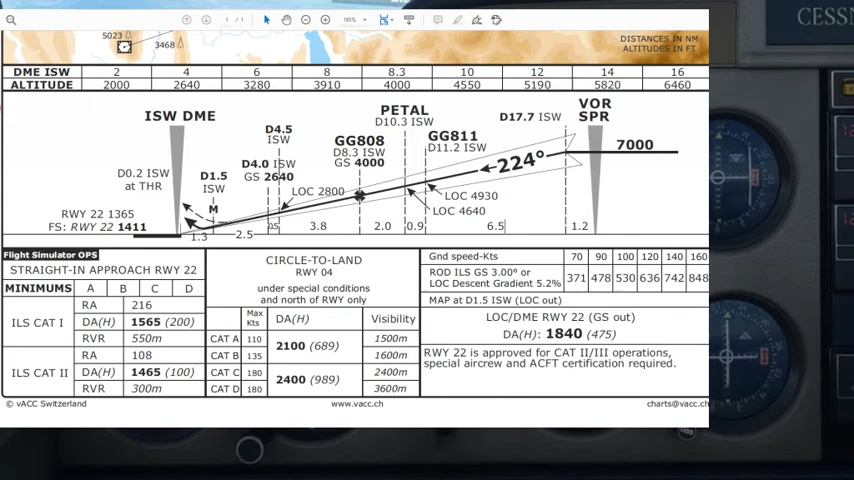 CESSN
1 / 1
195%
5023
3468
DISTANCES IN NM
ALTITUDES IN FT
DME ISW 2 4 6 8 8.3 10 12 14 16
ALTITUDE 2000 2640 3280 3910 4000 4550 5190 5820 6460
ISW DME
D4.5
ISW
PETAL
D10.3 ISW
D17.7 ISW
VOR
SPR
GG808
D8.3 ISW
GS 4000
GG811
D11.2 ISW
7000
D4.0 ISW
GS 2640
224°
D0.2 ISW
at THR
D1.5
ISW
M
LOC 2800
LOC 4930
LOC 4640
RWY 22 1365
FS: RWY 22 1411
1.3 2.5 3.8 2.0 0.9 6.5 1.2
Flight Simulator OPS
STRAIGHT-IN APPROACH RWY 22
MINIMUMS A B C D
ILS CAT I
RA 216
DA(H) 1565 (200)
RVR 550m
ILS CAT II
RA 108
DA(H) 1465 (100)
RVR 300m
CIRCLE-TO-LAND
RWY 04
under special conditions
and north of RWY only
Max
Kts
DA(H) Visibility
CAT A 110 2100 (689) 1500m
CAT B 135 1600m
CAT C 180 2400 (989) 2400m
CAT D 180 3600m
Gnd speed-Kts 70 90 100 120 140 160
ROD ILS GS 3.00° or
LOC Descent Gradient 5.2% 371 478 530 636 742 848
MAP at D1.5 ISW (LOC out)
LOC/DME RWY 22 (GS out)
DA(H): 1840 (475)
RWY 22 is approved for CAT II/III operations,
special aircrew and ACFT certification required.
© vACC Switzerland www.vacc.ch charts@vacc.ch